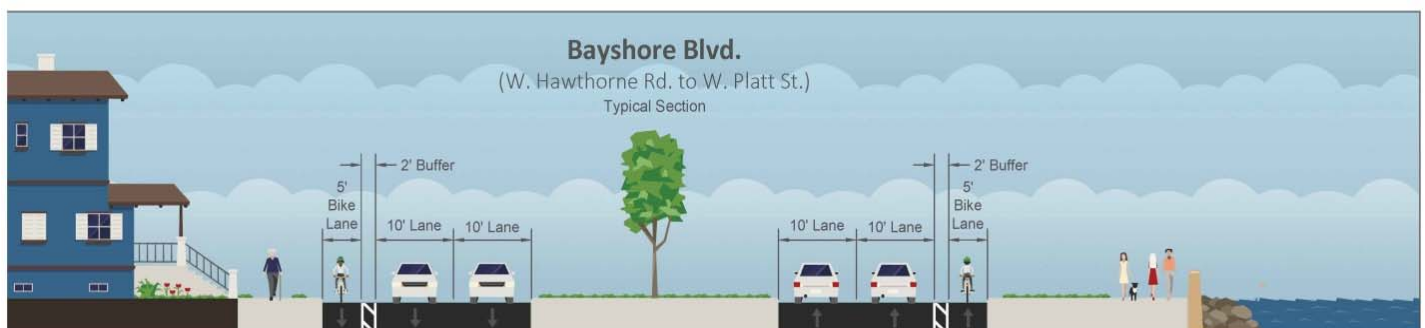 Bayshore Blvd.
(W. Hawthorne Rd. to W. Platt St.)
Typical Section
2' Buffer
5'
Bike
Lane
10' Lane
10' Lane
2' Buffer
10' Lane
10' Lane
5'
Bike
Lane